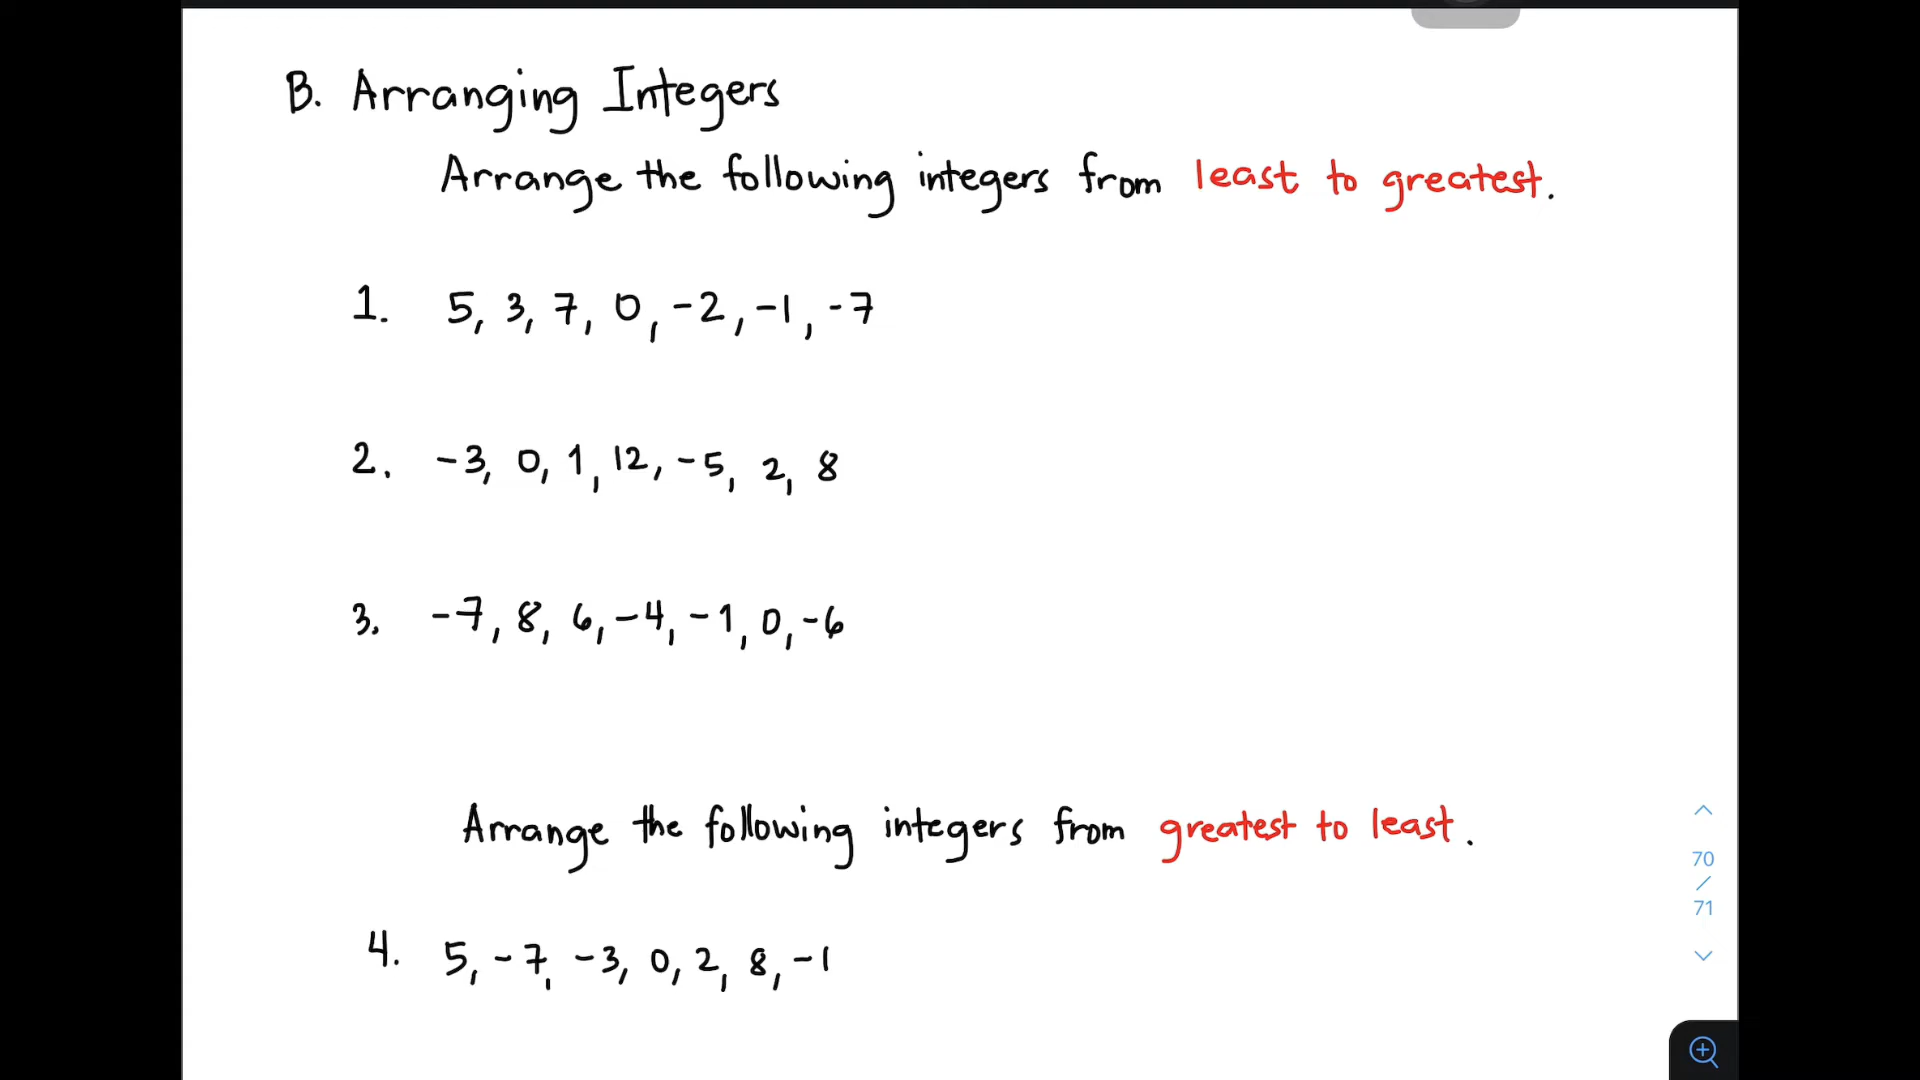 B. Arranging Integers
Arrange the following integers from least to greatest.
1. 5, 3, 7, 0, -2, -1, -7
2. -3, 0, 1, 12, -5, 2, 8
3. -7, 8, 6, -4, -1, 0, -6
Arrange the following integers from greatest to least.
70
/
71
4. 5, -7, -3, 0, 2, 8, -1